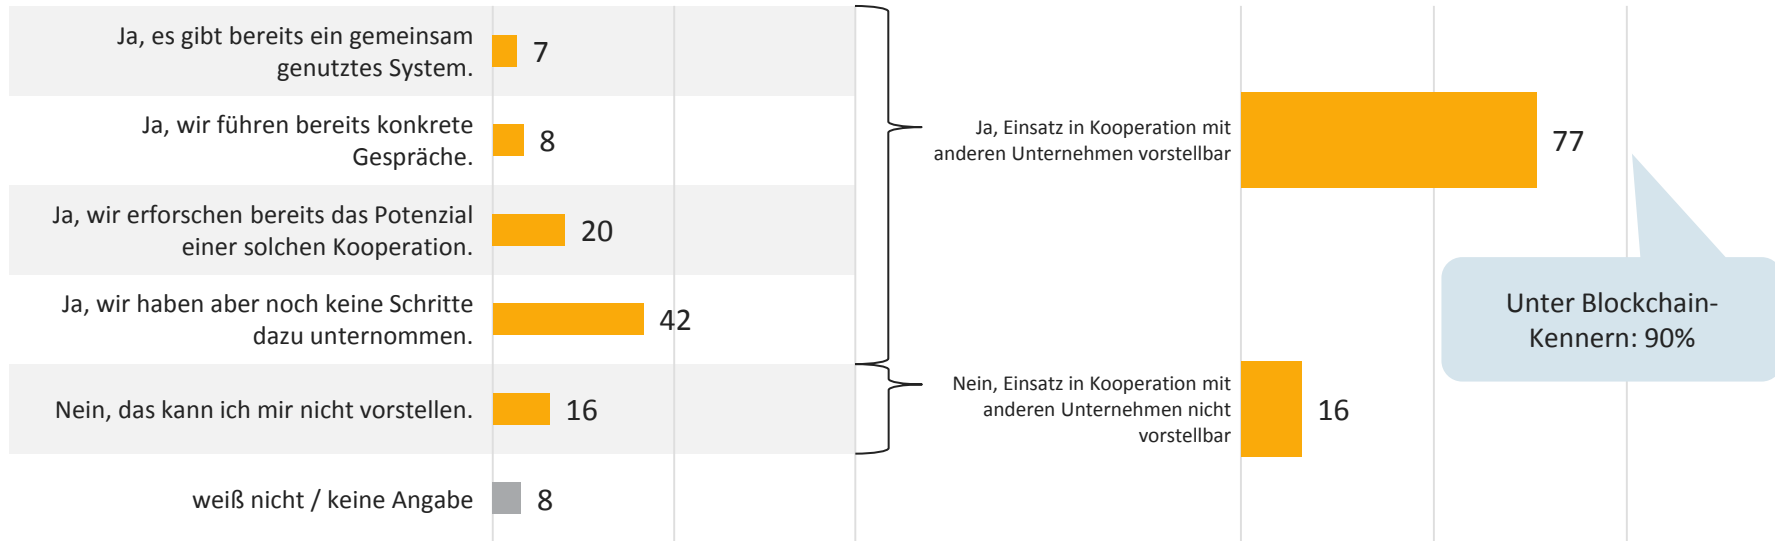 Ja, es gibt bereits ein gemeinsam
genutztes System.
7
Ja, wir führen bereits konkrete
Gespräche.
8
Ja, wir erforschen bereits das Potenzial
einer solchen Kooperation.
20
Ja, wir haben aber noch keine Schritte
dazu unternommen.
42
Nein, das kann ich mir nicht vorstellen.
16
weiß nicht / keine Angabe
8
Ja, Einsatz in Kooperation mit
anderen Unternehmen vorstellbar
77
Unter Blockchain-
Kennern: 90%
Nein, Einsatz in Kooperation mit
anderen Unternehmen nicht
vorstellbar
16